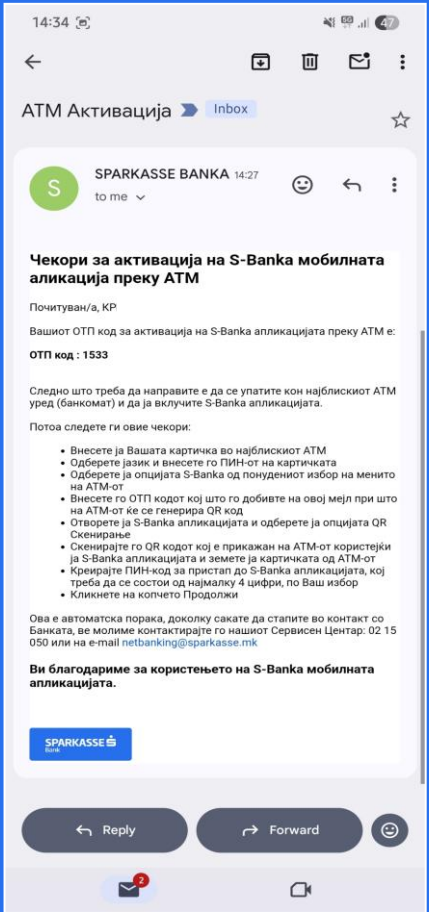 14:34
5G
47
АТМ Активација
Inbox
S
SPARKASSE BANKA 14:27
to me
Чекори за активација на S-Banka мобилната
аликација преку АТМ
Почитуван/а, КР
Вашиот ОТП код за активација на S-Banka апликацијата преку АТМ е:
ОТП код : 1533
Следно што треба да направите е да се упатите кон најблискиот АТМ
уред (банкомат) и да ја вклучите S-Banka апликацијата.
Потоа следете ги овие чекори:
• Внесете ја Вашата картичка во најблискиот АТМ
• Одберете јазик и внесете го ПИН-от на картичката
• Одберете ја опцијата S-Banka од понудениот избор на менито
на АТМ-от
• Внесете го ОТП кодот кој што го добивте на овој мејл при што
на АТМ-от ќе се генерира QR код
• Отворете ја S-Banka апликацијата и одберете ја опцијата QR
Скенирање
• Скенирајте го QR кодот кој е прикажан на АТМ-от користејќи
ја S-Banka апликацијата и земете ја картичката од АТМ-от
• Креирајте ПИН-код за пристап до S-Banka апликацијата, кој
треба да се состои од најмалку 4 цифри, по Ваш избор
• Кликнете на копчето Продолжи
Ова е автоматска порака, доколку сакате да стапите во контакт со
Банката, ве молиме контактирајте го нашиот Сервисен Центар: 02 15
050 или на e-mail netbanking@sparkasse.mk
Ви благодариме за користењето на S-Banka мобилната
апликацијата.
SPARKASSE
Bank
Reply
Forward
2